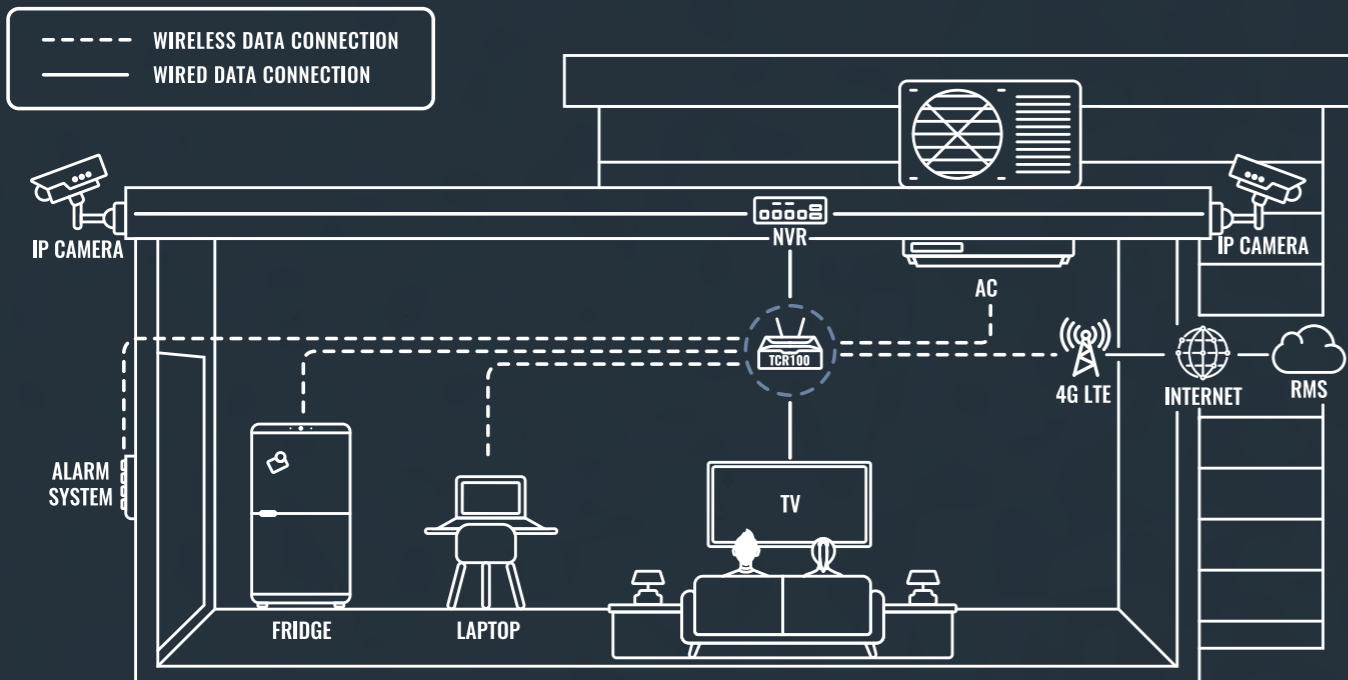 WIRELESS DATA CONNECTION
WIRED DATA CONNECTION
IP CAMERA
NVR
IP CAMERA
AC
TCR100
4G LTE
INTERNET
RMS
ALARM
SYSTEM
TV
FRIDGE
LAPTOP